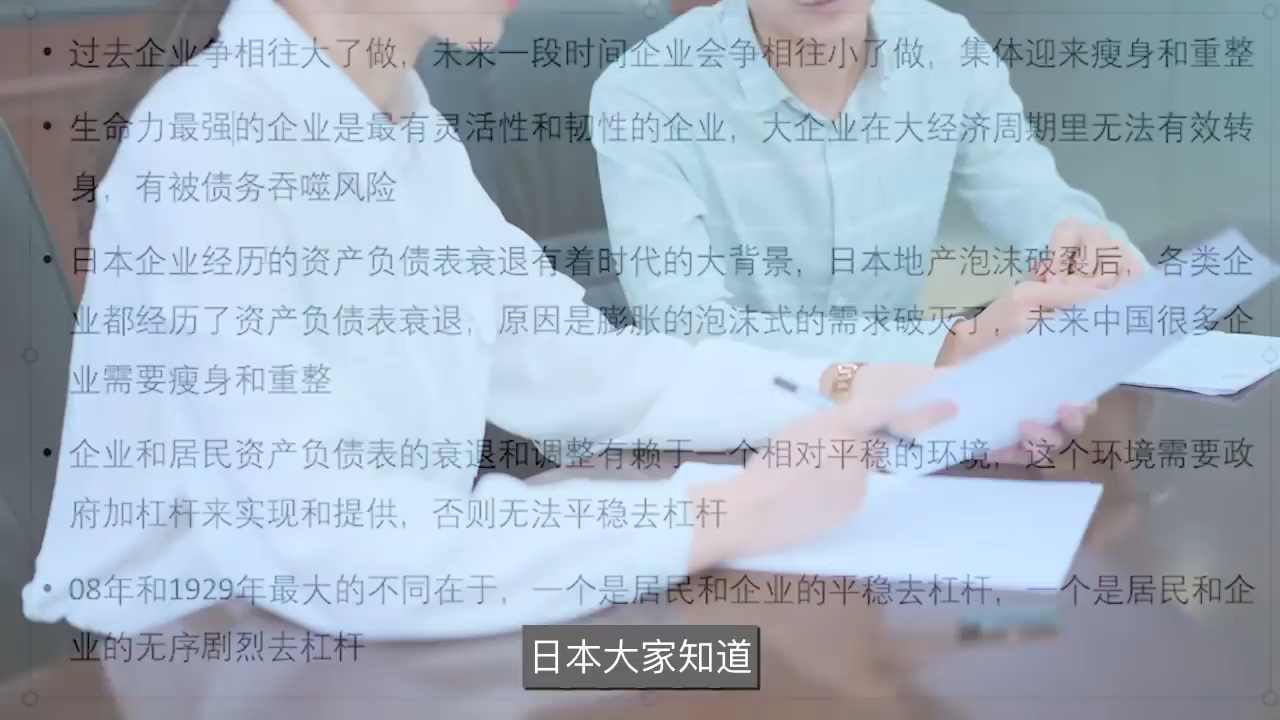 • 过去企业争相往大了做，未来一段时间企业会争相往小了做，集体迎来瘦身和重整
• 生命力最强的企业是最有灵活性和韧性的企业，大企业在大经济周期里无法有效转
身，有被债务吞噬风险
• 日本企业经历的资产负债表衰退有着时代的大背景，日本地产泡沫破裂后，各类企
业都经历了资产负债表衰退，原因是膨胀的泡沫式的需求破灭了，未来中国很多企
业需要瘦身和重整
• 企业和居民资产负债表的衰退和调整有赖于一个相对平稳的环境，这个环境需要政
府加杠杆来实现和提供，否则无法平稳去杠杆
• 08年和1929年最大的不同在于，一个是居民和企业的平稳去杠杆，一个是居民和企
业的无序剧烈去杠杆
日本大家知道